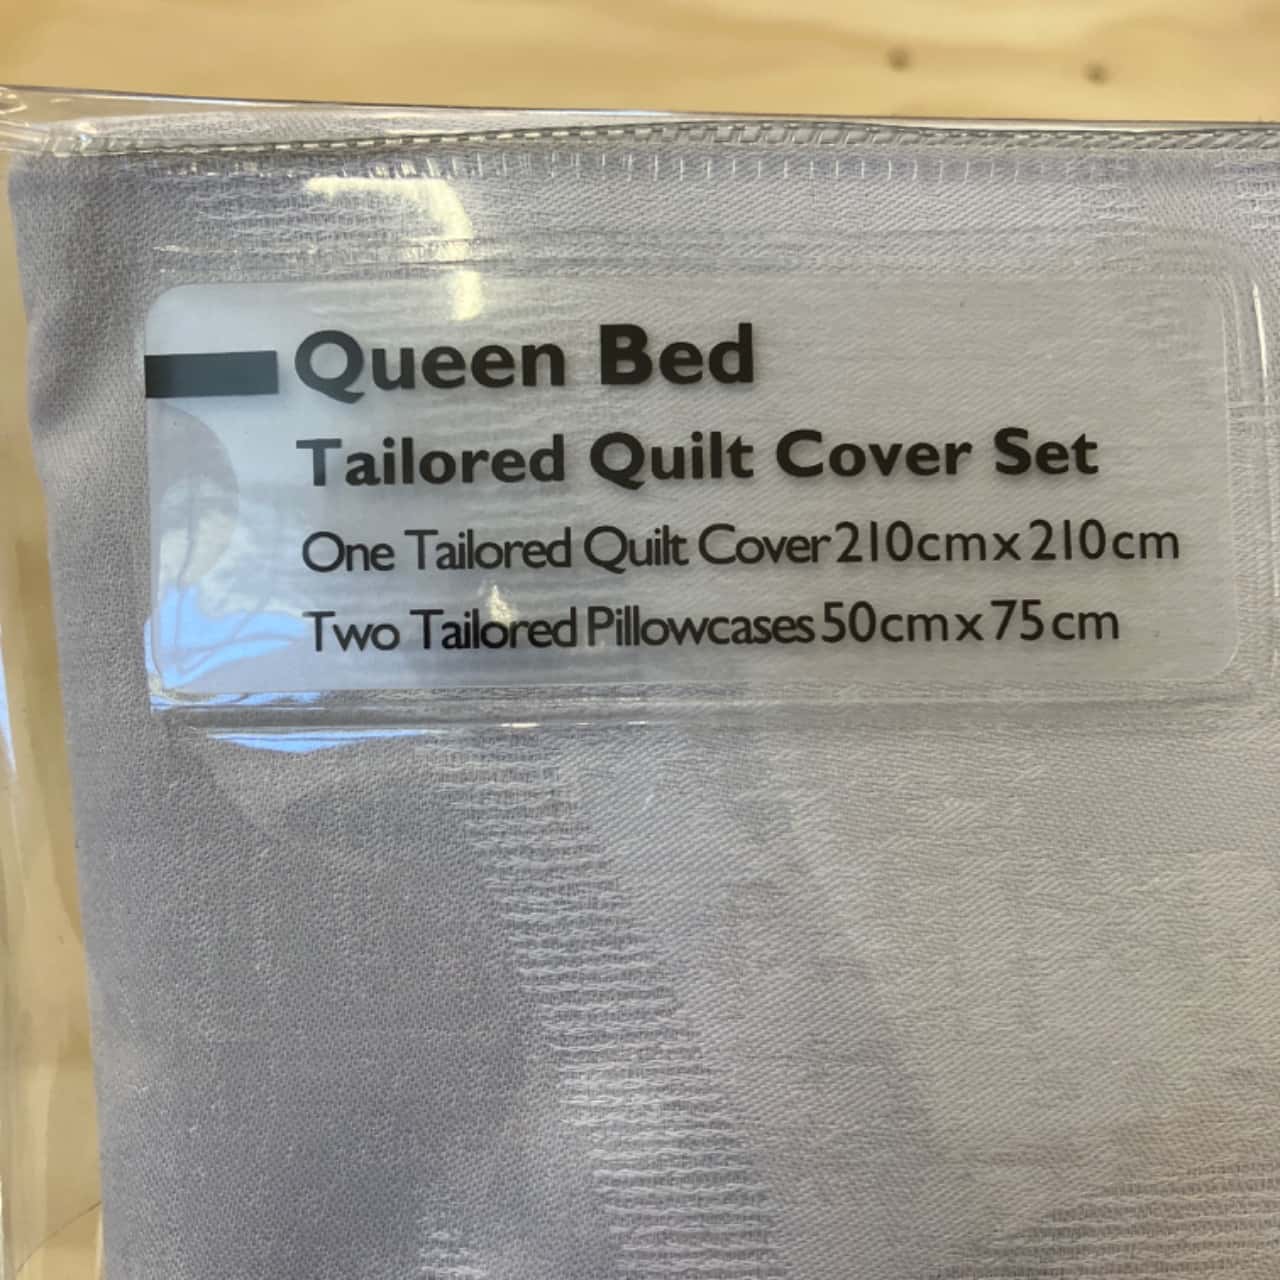 Queen Bed
Tailored Quilt Cover Set
One Tailored Quilt Cover 210cm x 210cm
Two Tailored Pillowcases 50cm x 75cm